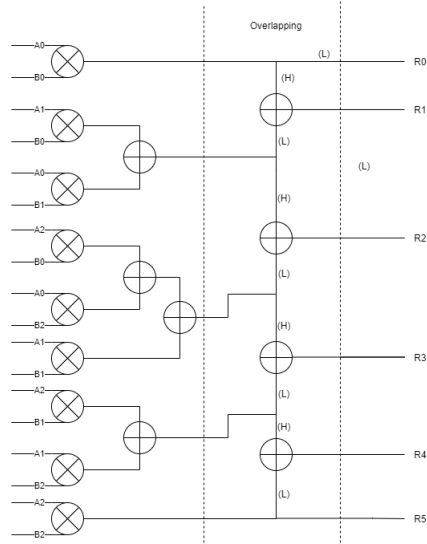 Overlapping
A0
(L)
R0
B0
(H)
A1
R1
B0
(L)
A0
(L)
(H)
B1
A2
R2
B0
(L)
A0
B2
(H)
A1
R3
B1
A2
(L)
B1
(H)
A1
R4
B2
(L)
A2
R5
B2